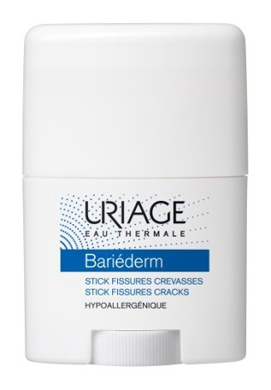 URIAGE
EAU THERMALE
Bariéderm
STICK FISSURES CREVASSES
STICK FISSURES CRACKS
HYPOALLERGÉNIQUE